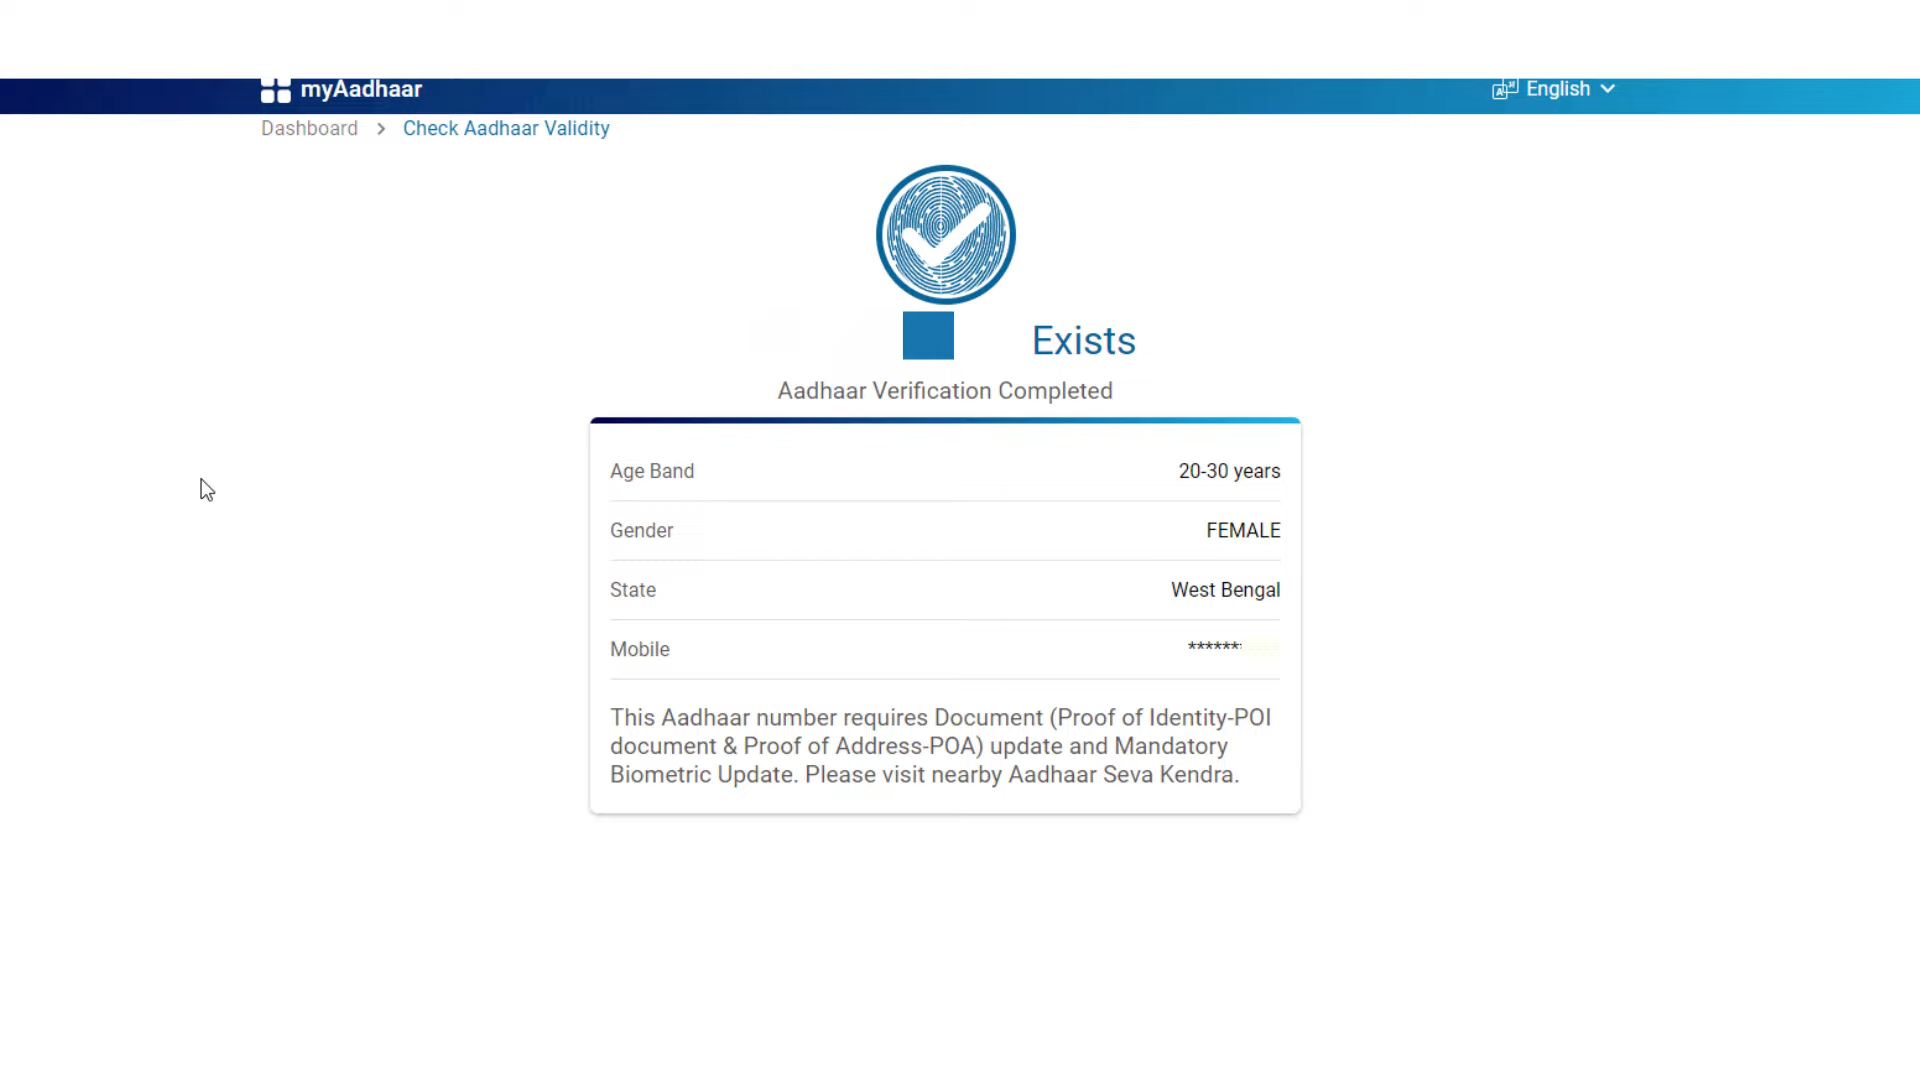 myAadhaar
English
Dashboard > Check Aadhaar Validity
Exists
Aadhaar Verification Completed
Age Band 20-30 years
Gender FEMALE
State West Bengal
Mobile ******
This Aadhaar number requires Document (Proof of Identity-POI
document & Proof of Address-POA) update and Mandatory
Biometric Update. Please visit nearby Aadhaar Seva Kendra.